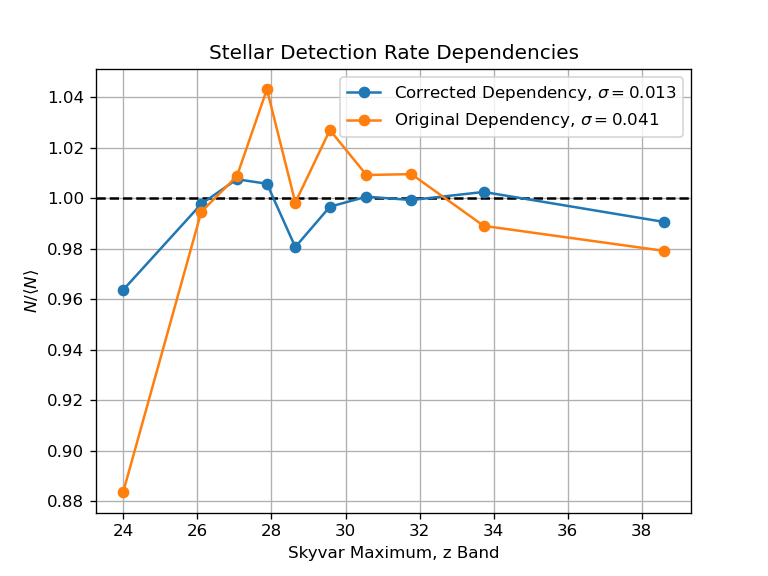 Stellar Detection Rate Dependencies
Corrected Dependency, σ = 0.013
Original Dependency, σ = 0.041
1.04
1.02
1.00
0.98
0.96
0.94
0.92
0.90
0.88
N/⟨N⟩
24 26 28 30 32 34 36 38
Skyvar Maximum, z Band